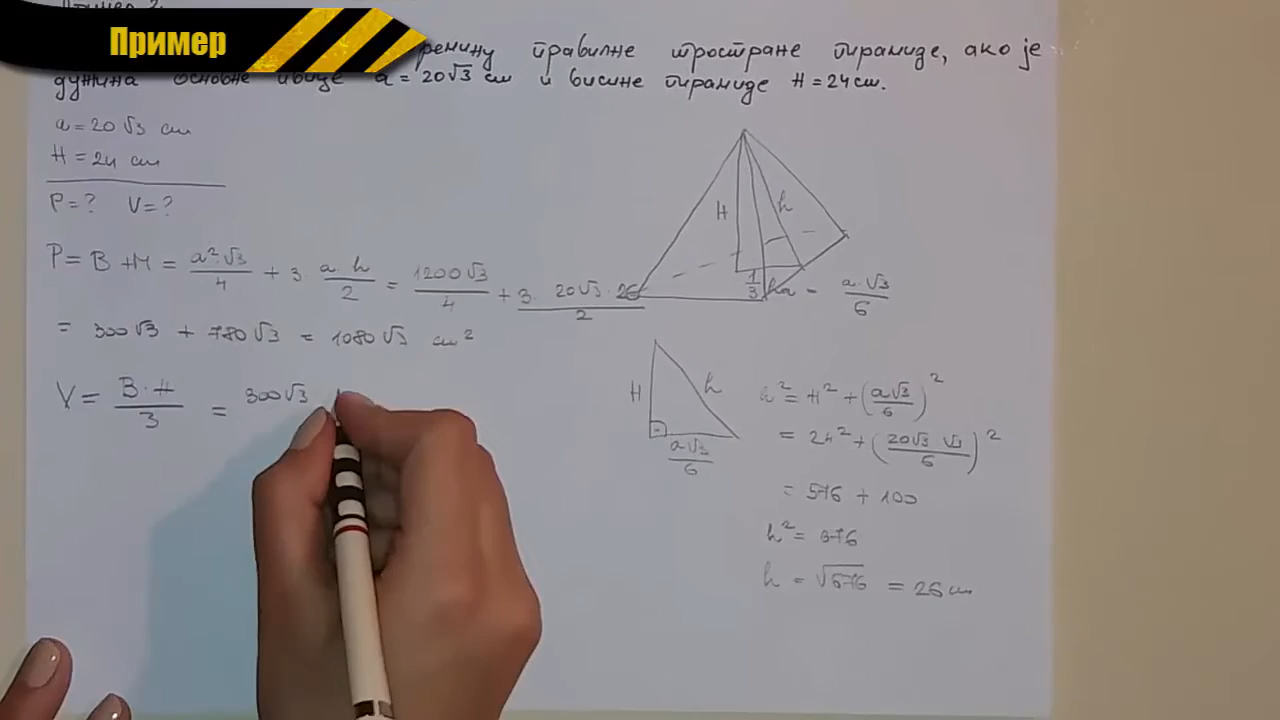 Пример
правилне тростране пирамиде, ако је
дужина основне ивице a = 20√3 cm и висине пирамиде H = 24 cm.
a = 20√3 cm
H = 24 cm
P = ? V = ?
P = B + M = a²·√3/4 + 3 · a·h/2 = 1200√3/4 + 3 · 20√3 · 26/2
= 300√3 + 780√3 = 1080√3 cm²
V = B·H/3 = 300√3
H h
1/3 ha = a·√3/6
H h
a√3/6
h² = H² + (a√3/6)²
= 24² + (20√3 √3/6)²
= 576 + 100
h² = 676
h = √676 = 26 cm